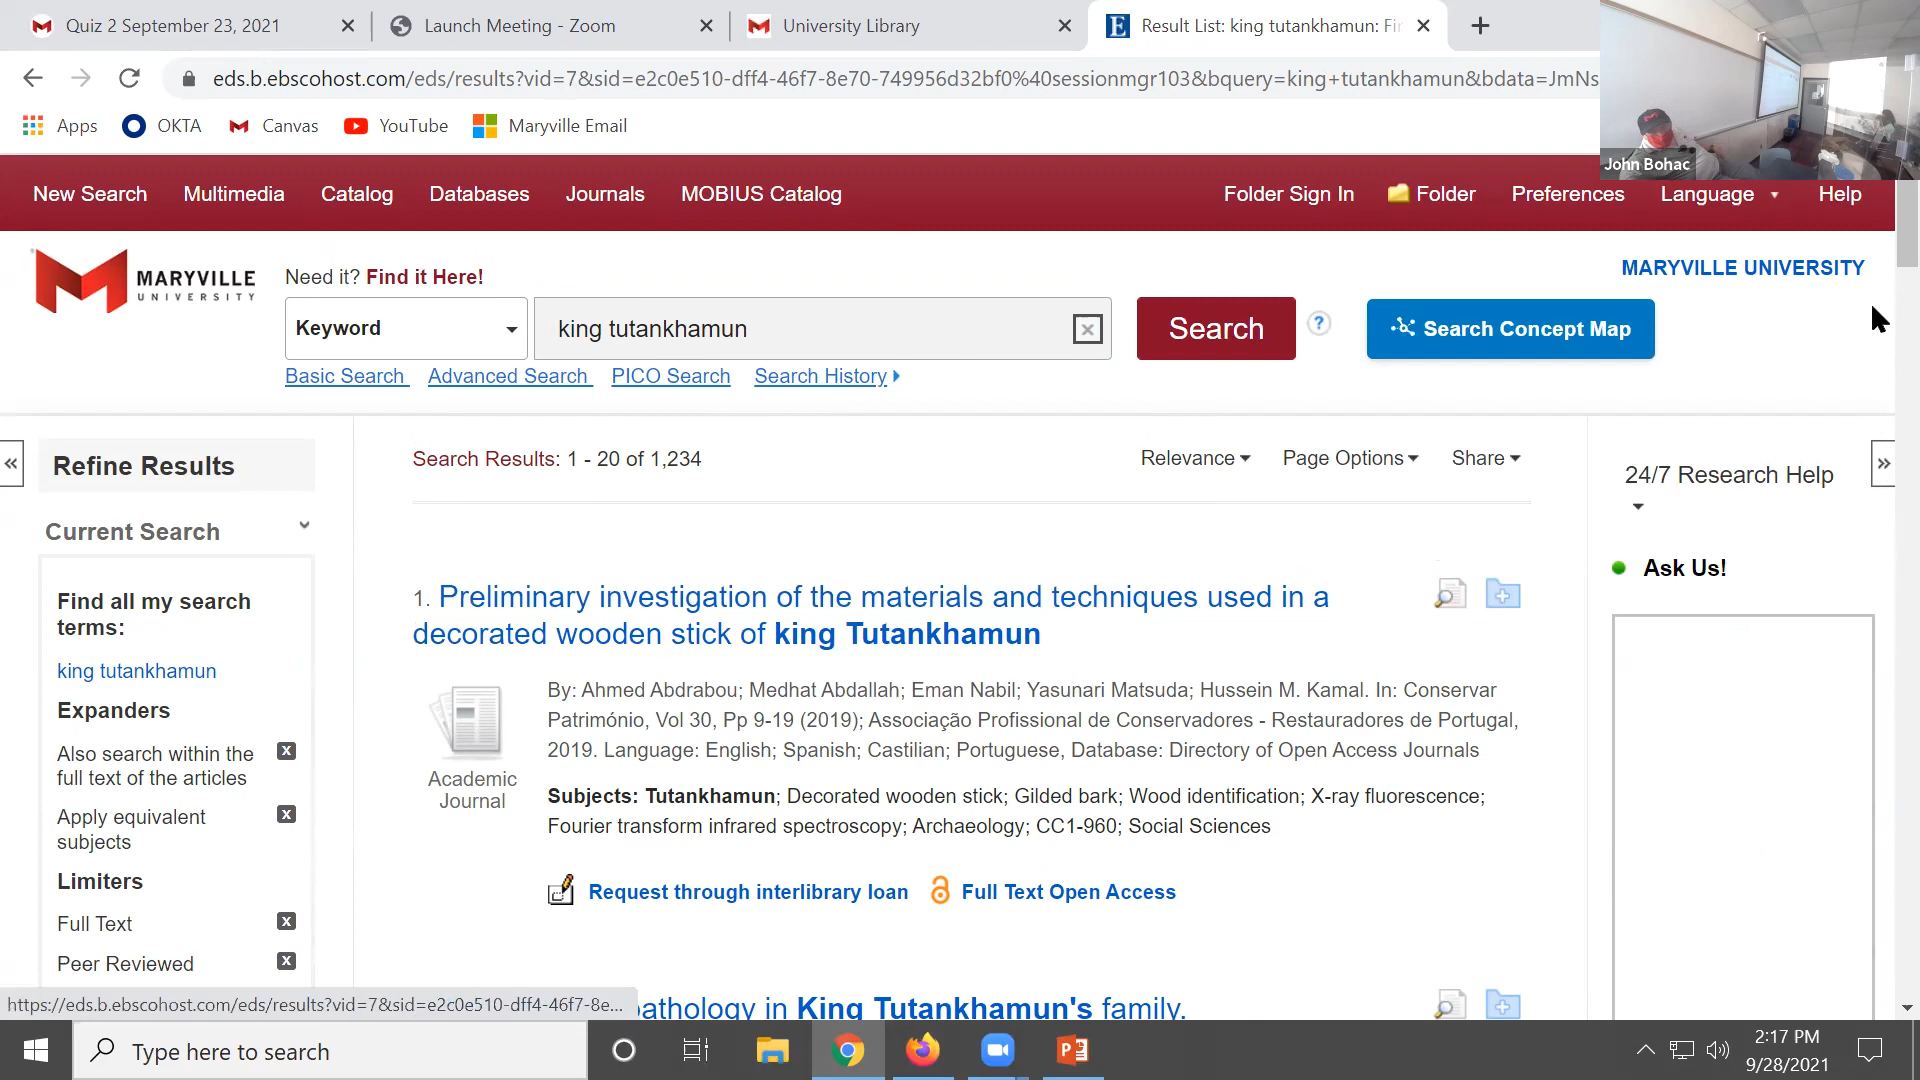 Quiz 2 September 23, 2021
Launch Meeting - Zoom
University Library
Result List: king tutankhamun: Fir
eds.b.ebscohost.com/eds/results?vid=7&sid=e2c0e510-dff4-46f7-8e70-749956d32bf0%40sessionmgr103&bquery=king+tutankhamun&bdata=JmNs
Apps
OKTA
Canvas
YouTube
Maryville Email
John Bohac
New Search
Multimedia
Catalog
Databases
Journals
MOBIUS Catalog
Folder Sign In
Folder
Preferences
Language
Help
MARYVILLE
UNIVERSITY
Need it? Find it Here!
MARYVILLE UNIVERSITY
Keyword
king tutankhamun
Search
?
Search Concept Map
Basic Search
Advanced Search
PICO Search
Search History
Refine Results
Search Results: 1 - 20 of 1,234
Relevance
Page Options
Share
24/7 Research Help
Current Search
Ask Us!
Find all my search
terms:
king tutankhamun
Expanders
Also search within the
full text of the articles
Apply equivalent
subjects
Limiters
Full Text
Peer Reviewed
1. Preliminary investigation of the materials and techniques used in a
decorated wooden stick of king Tutankhamun
Academic
Journal
By: Ahmed Abdrabou; Medhat Abdallah; Eman Nabil; Yasunari Matsuda; Hussein M. Kamal. In: Conservar
Património, Vol 30, Pp 9-19 (2019); Associação Profissional de Conservadores - Restauradores de Portugal,
2019. Language: English; Spanish; Castilian; Portuguese, Database: Directory of Open Access Journals
Subjects: Tutankhamun; Decorated wooden stick; Gilded bark; Wood identification; X-ray fluorescence;
Fourier transform infrared spectroscopy; Archaeology; CC1-960; Social Sciences
Request through interlibrary loan
Full Text Open Access
https://eds.b.ebscohost.com/eds/results?vid=7&sid=e2c0e510-dff4-46f7-8e...
pathology in King Tutankhamun's family.
Type here to search
2:17 PM
9/28/2021